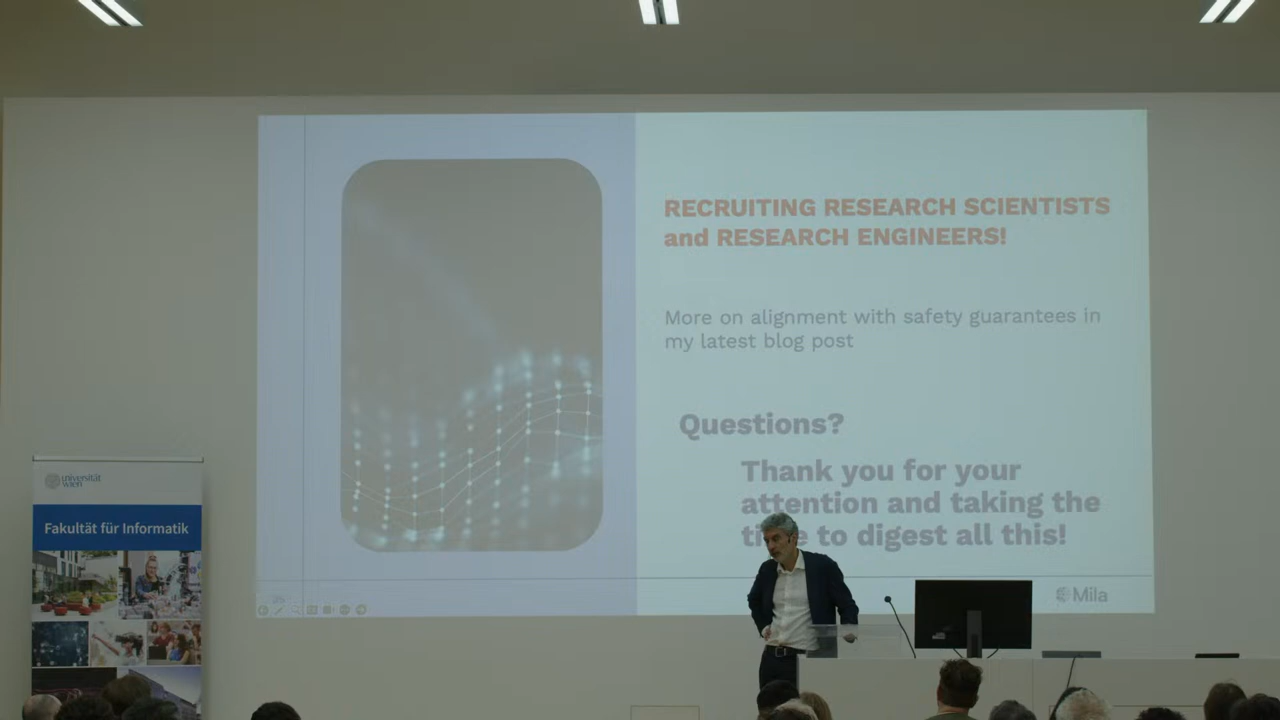 RECRUITING RESEARCH SCIENTISTS
and RESEARCH ENGINEERS!
More on alignment with safety guarantees in
my latest blog post
Questions?
Thank you for your
attention and taking the
to digest all this!
Mila
universität
wien
Fakultät für Informatik